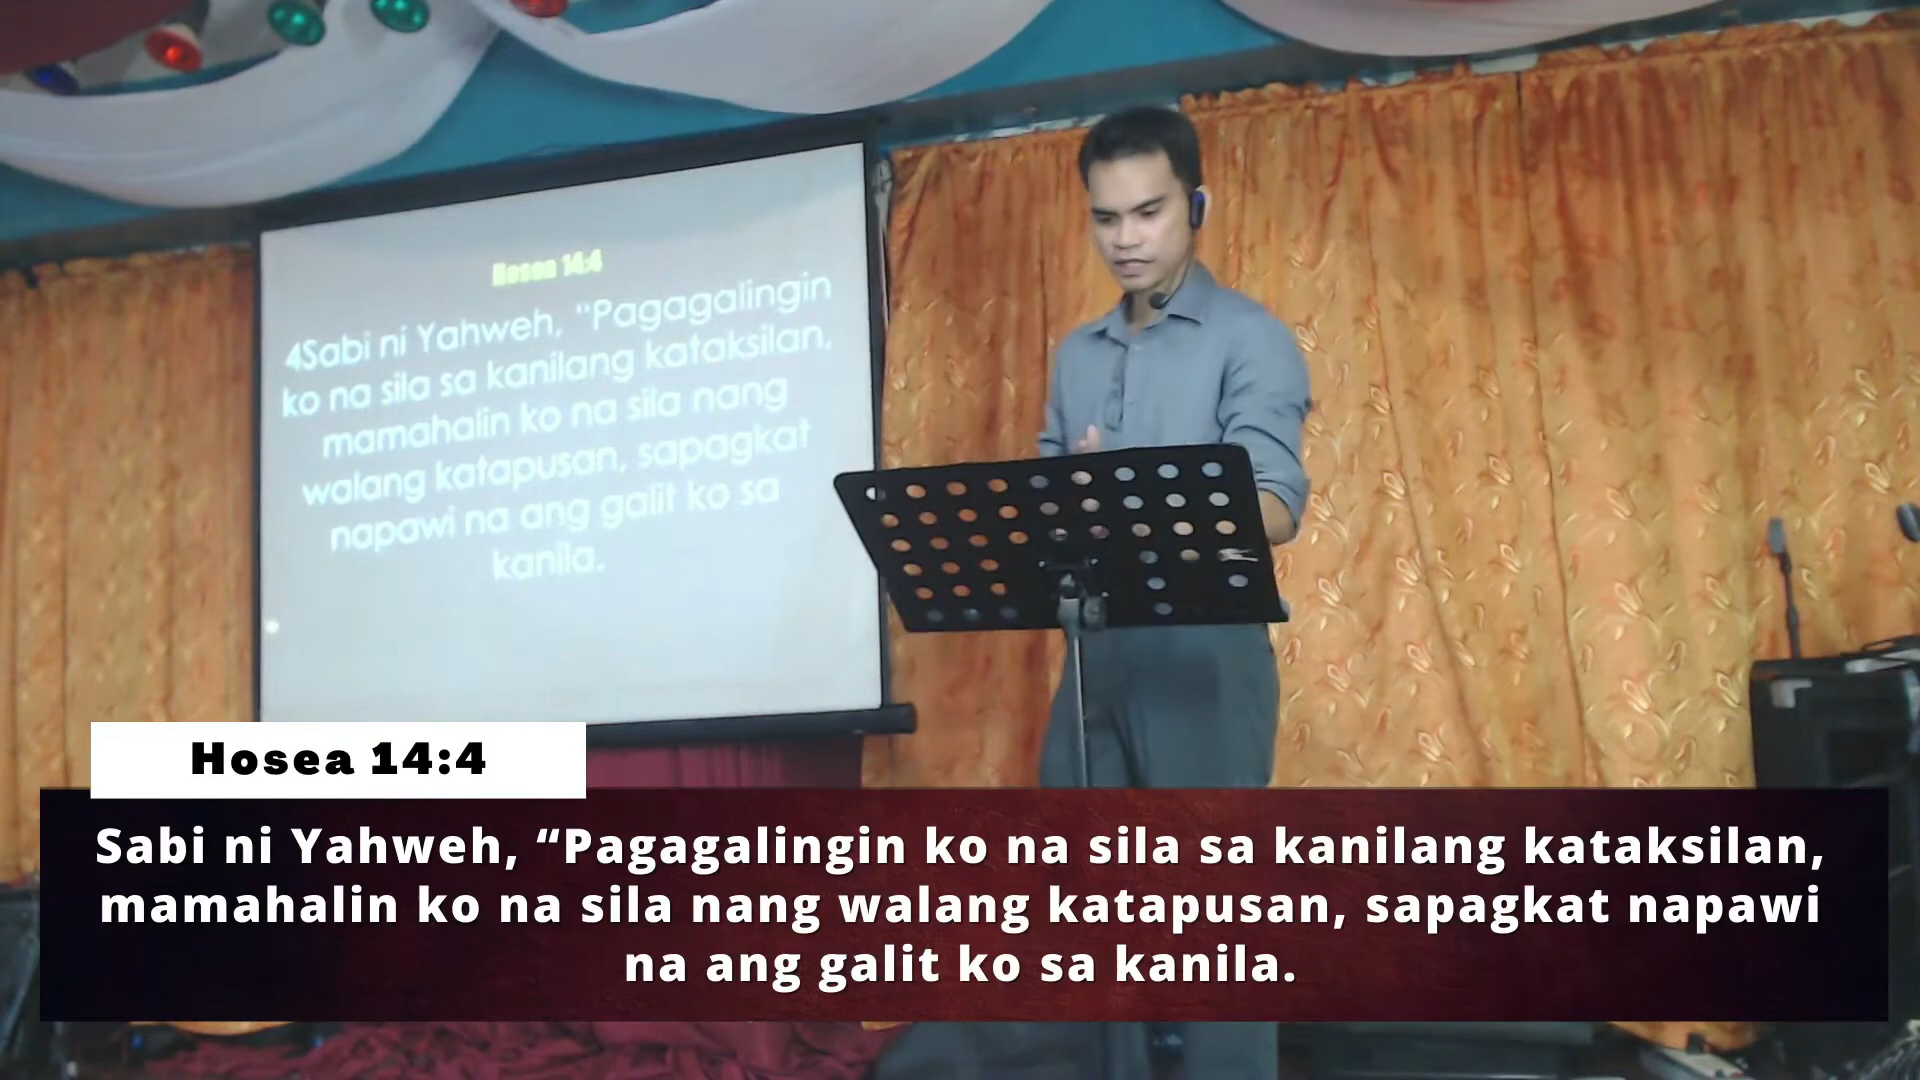 Hosea 14:4
4Sabi ni Yahweh, "Pagagalingin
ko na sila sa kanilang kataksilan,
mamahalin ko na sila nang
walang katapusan, sapagkat
napawi na ang galit ko sa
kanila.
Hosea 14:4
Sabi ni Yahweh, “Pagagalingin ko na sila sa kanilang kataksilan,
mamahalin ko na sila nang walang katapusan, sapagkat napawi
na ang galit ko sa kanila.